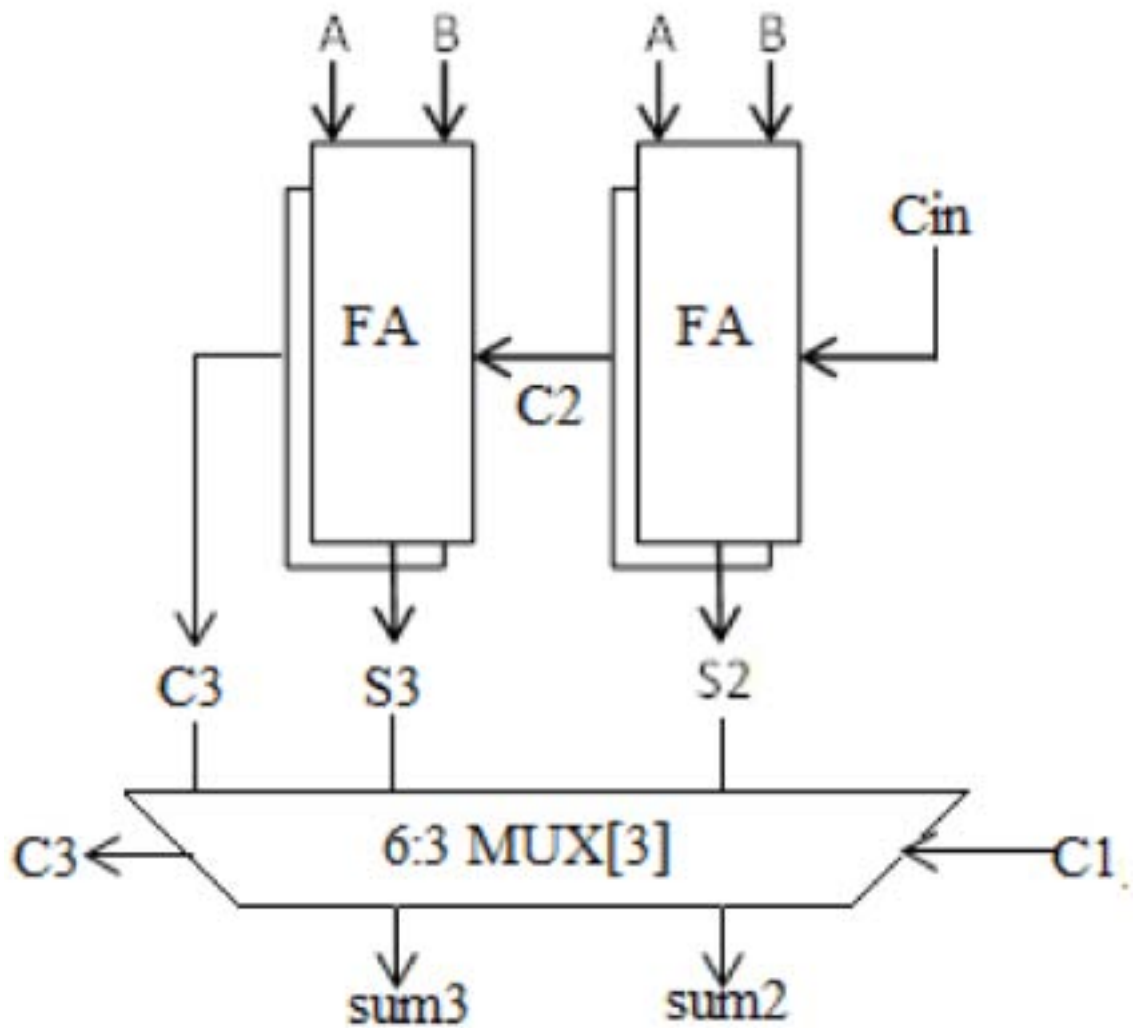 A B A B
Cin
FA FA
C2
C3 S3 S2
C3 6:3 MUX[3] C1.
sum3 sum2